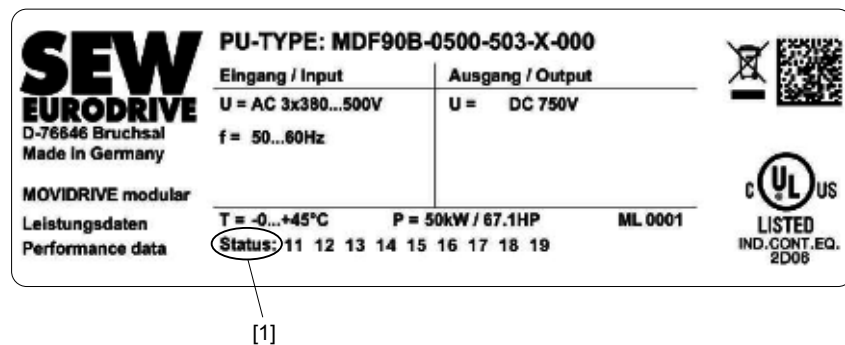 SEW
EURODRIVE
D-76646 Bruchsal
Made in Germany
MOVIDRIVE modular
Leistungsdaten
Performance data
PU-TYPE: MDF90B-0500-503-X-000
Eingang / Input
U = AC 3x380...500V
f = 50...60Hz
Ausgang / Output
U = DC 750V
T = -0...+45°C P = 50kW / 67.1HP ML 0001
Status: 11 12 13 14 15 16 17 18 19
C UL US
LISTED
IND.CONT.EQ.
2D06
[1]